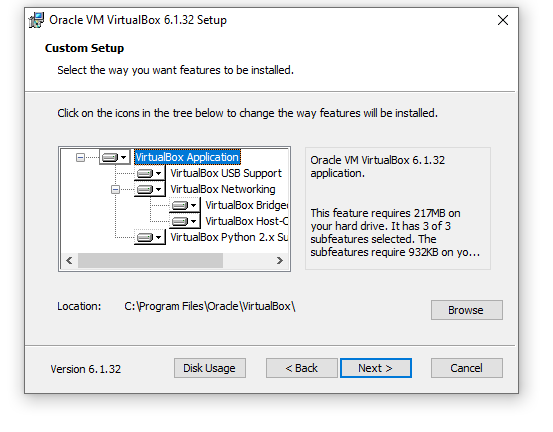 Oracle VM VirtualBox 6.1.32 Setup
Custom Setup
Select the way you want features to be installed.
Click on the icons in the tree below to change the way features will be installed.
VirtualBox Application
VirtualBox USB Support
VirtualBox Networking
VirtualBox Bridge
VirtualBox Host-C
VirtualBox Python 2.x Su
Oracle VM VirtualBox 6.1.32
application.
This feature requires 217MB on
your hard drive. It has 3 of 3
subfeatures selected. The
subfeatures require 932KB on yo...
Location: C:\Program Files\Oracle\VirtualBox\
Browse
Version 6.1.32
Disk Usage
< Back
Next >
Cancel